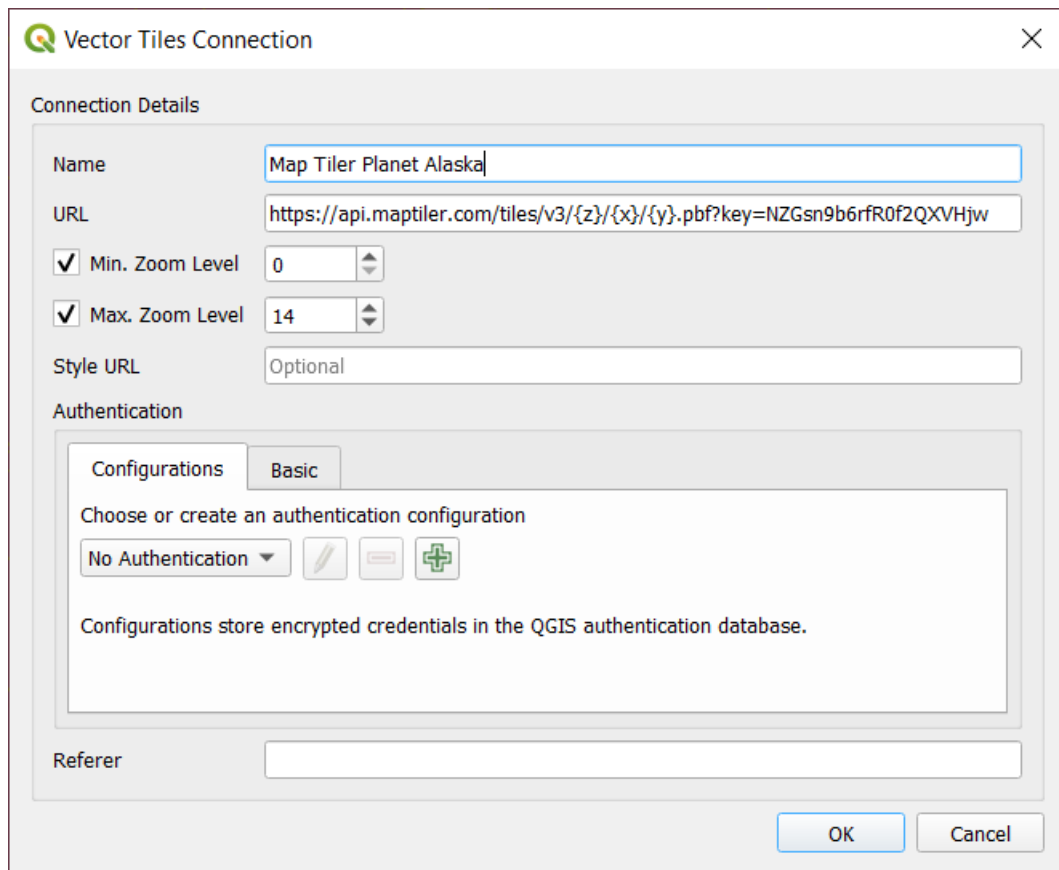 Vector Tiles Connection
Connection Details
Name Map Tiler Planet Alaska
URL https://api.maptiler.com/tiles/v3/{z}/{x}/{y}.pbf?key=NZGsn9b6rfR0f2QXVHjw
Min. Zoom Level 0
Max. Zoom Level 14
Style URL Optional
Authentication
Configurations Basic
Choose or create an authentication configuration
No Authentication
Configurations store encrypted credentials in the QGIS authentication database.
Referer
OK Cancel